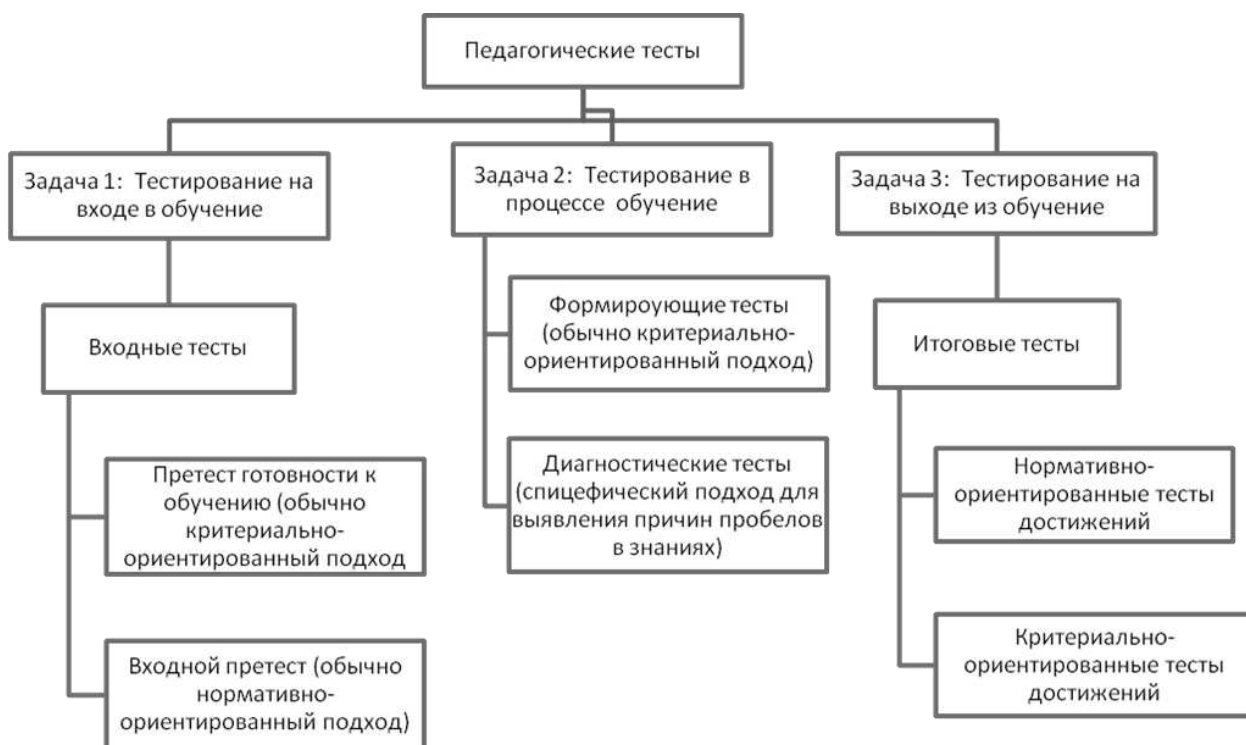 Педагогические тесты
Задача 1:  Тестирование на
входе в обучение
Задача 2:  Тестирование в
процессе  обучение
Задача 3:  Тестирование на
выходе из обучение
Входные тесты
Претест готовности к
обучению (обычно
критериально-
ориентированный подход
Входной претест (обычно
нормативно-
ориентированный подход)
Формироующие тесты
(обычно критериально-
ориентированный подход)
Диагностические тесты
(спицефический подход для
выявления причин пробелов
в знаниях)
Итоговые тесты
Нормативно-
ориентированные тесты
достижений
Критериально-
ориентированные тесты
достижений